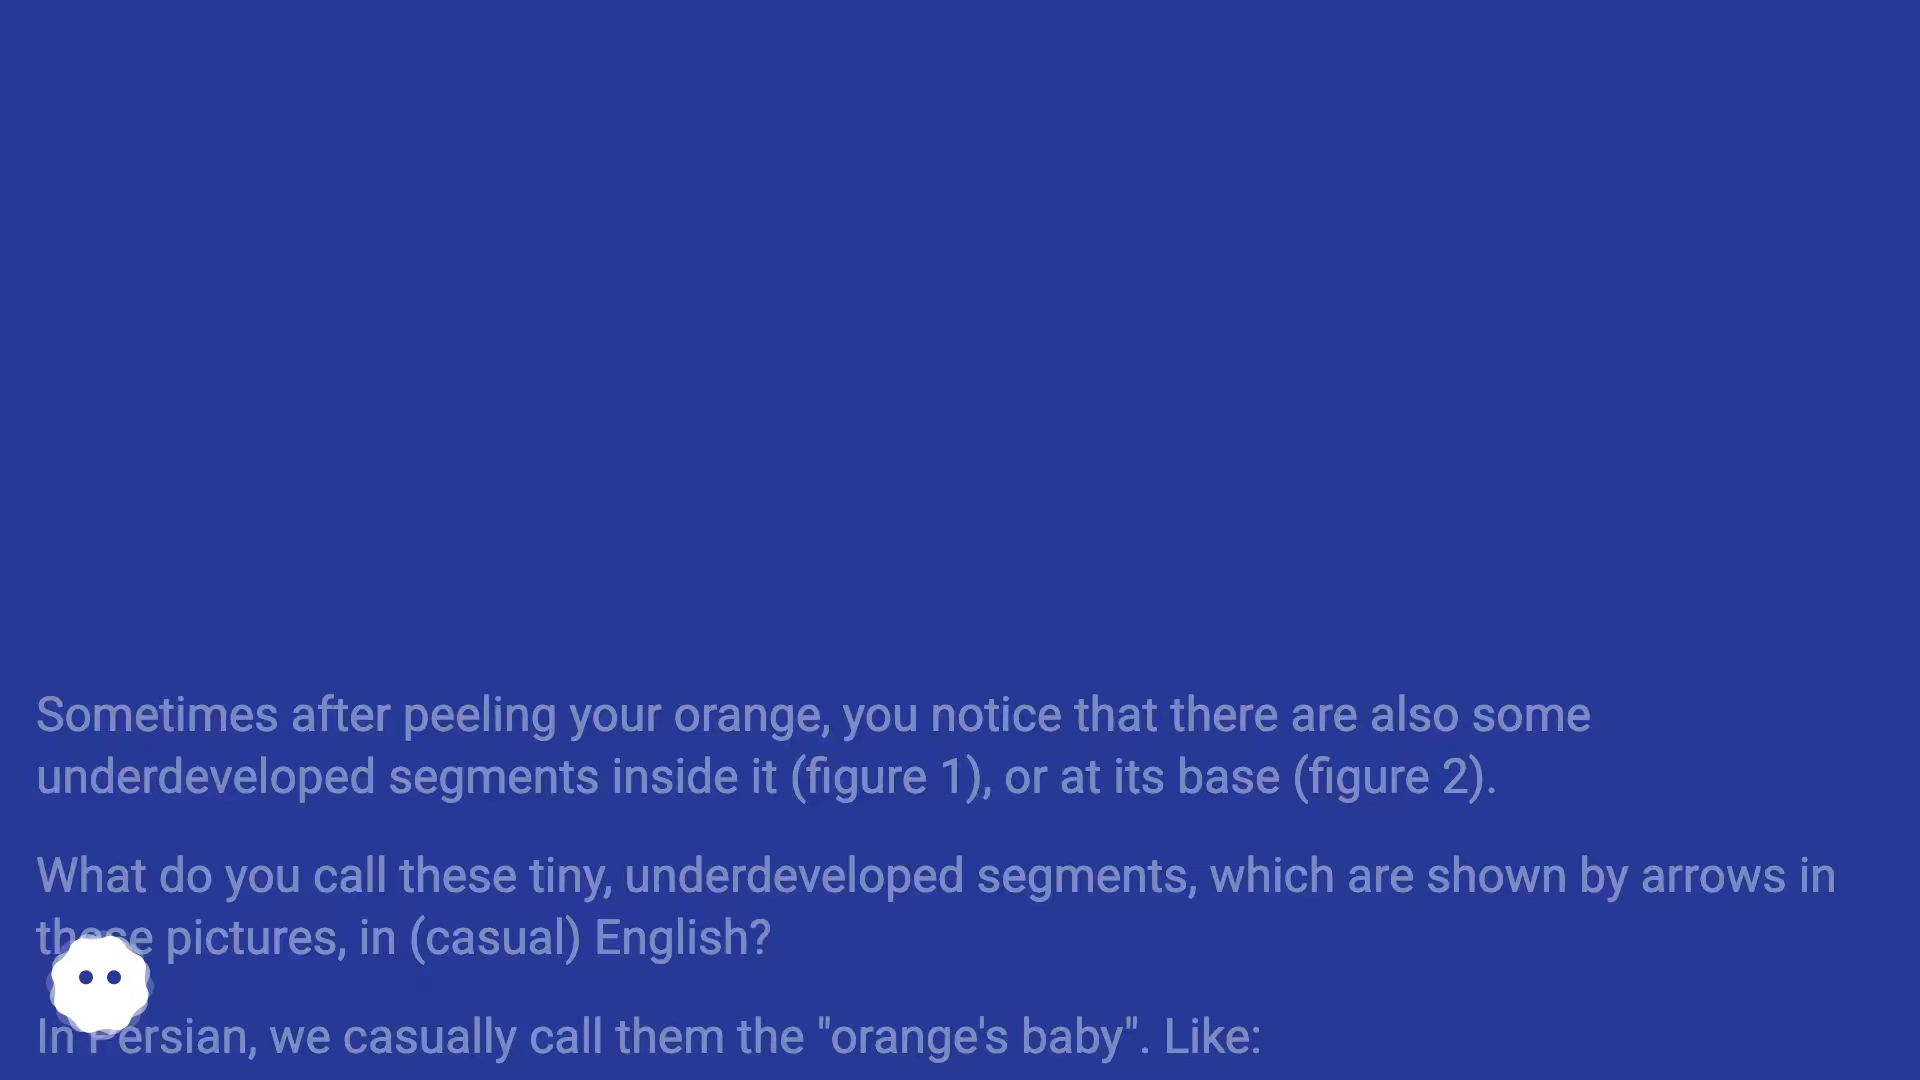 Sometimes after peeling your orange, you notice that there are also some
underdeveloped segments inside it (figure 1), or at its base (figure 2).
What do you call these tiny, underdeveloped segments, which are shown by arrows in
these pictures, in (casual) English?
In Persian, we casually call them the "orange's baby". Like: